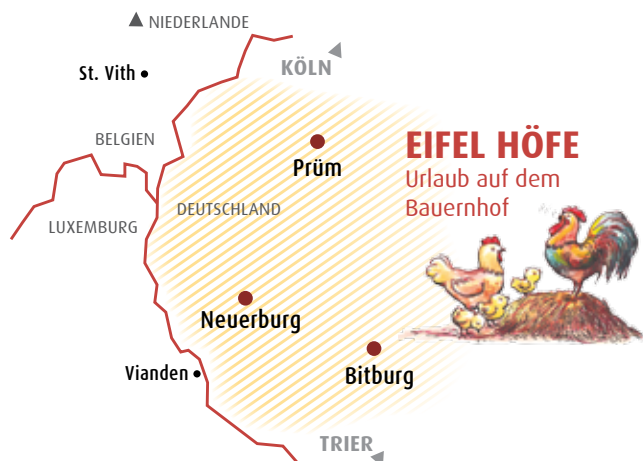 NIEDERLANDE
KÖLN
St. Vith
BELGIEN
Prüm
EIFEL HÖFE
Urlaub auf dem
Bauernhof
DEUTSCHLAND
LUXEMBURG
Neuerburg
Vianden
Bitburg
TRIER